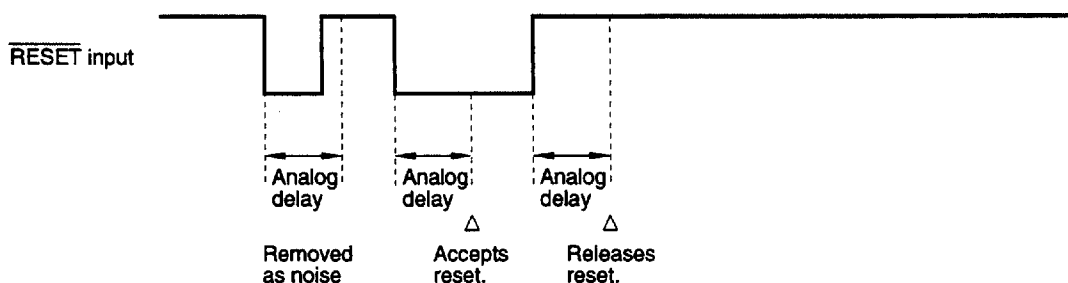 RESET input
Analog Analog Analog
delay delay delay
Δ Δ
Removed Accepts Releases
as noise reset. reset.